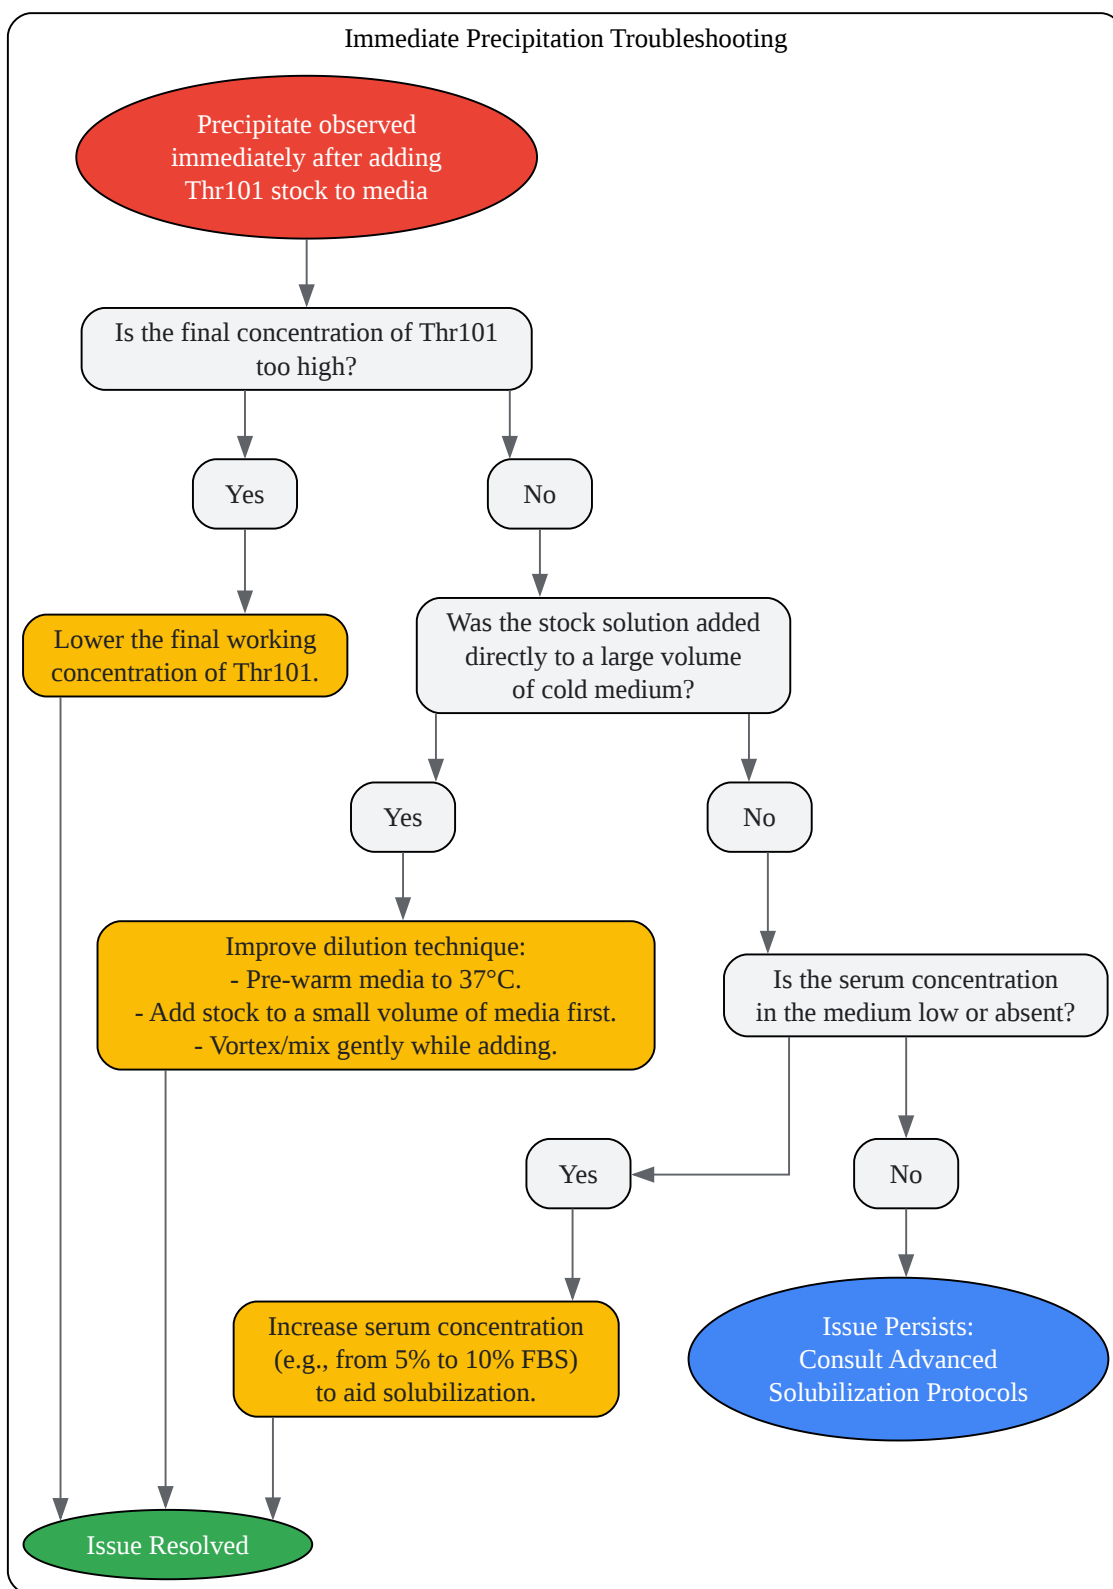 Immediate Precipitation Troubleshooting
Precipitate observed
immediately after adding
Thr101 stock to media
Is the final concentration of Thr101
too high?
Yes
No
Lower the final working
concentration of Thr101.
Was the stock solution added
directly to a large volume
of cold medium?
Yes
No
Improve dilution technique:
- Pre-warm media to 37°C.
- Add stock to a small volume of media first.
- Vortex/mix gently while adding.
Is the serum concentration
in the medium low or absent?
Yes
No
Increase serum concentration
(e.g., from 5% to 10% FBS)
to aid solubilization.
Issue Persists:
Consult Advanced
Solubilization Protocols
Issue Resolved